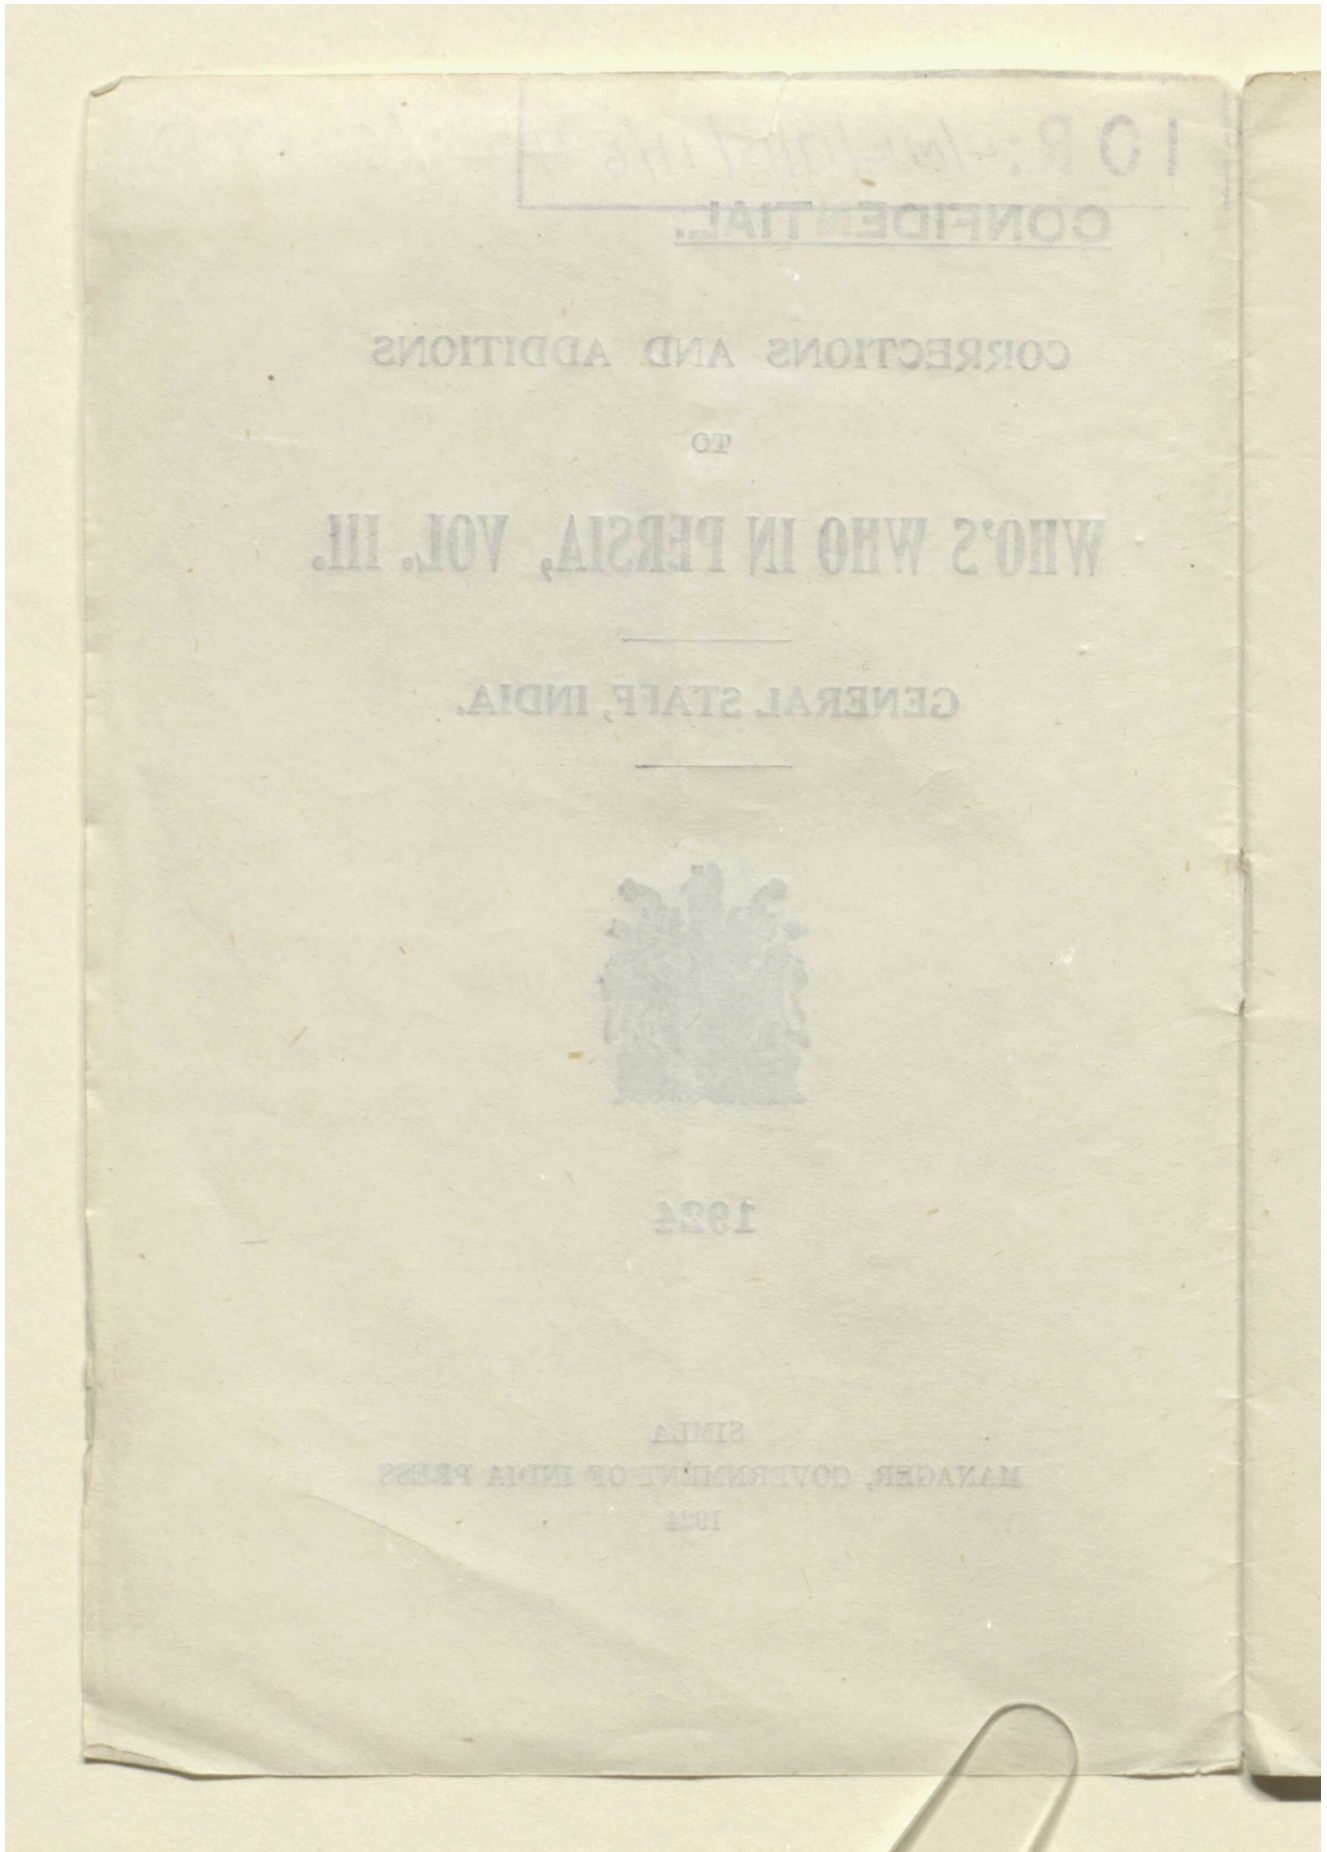 IOR:
CONFIDENTIAL.
CORRECTIONS AND ADDITIONS
TO
WHO'S WHO IN PERSIA, VOL. III.
GENERAL STAFF, INDIA.
1924
SIMLA
MANAGER, GOVERNMENT OF INDIA PRESS
1924